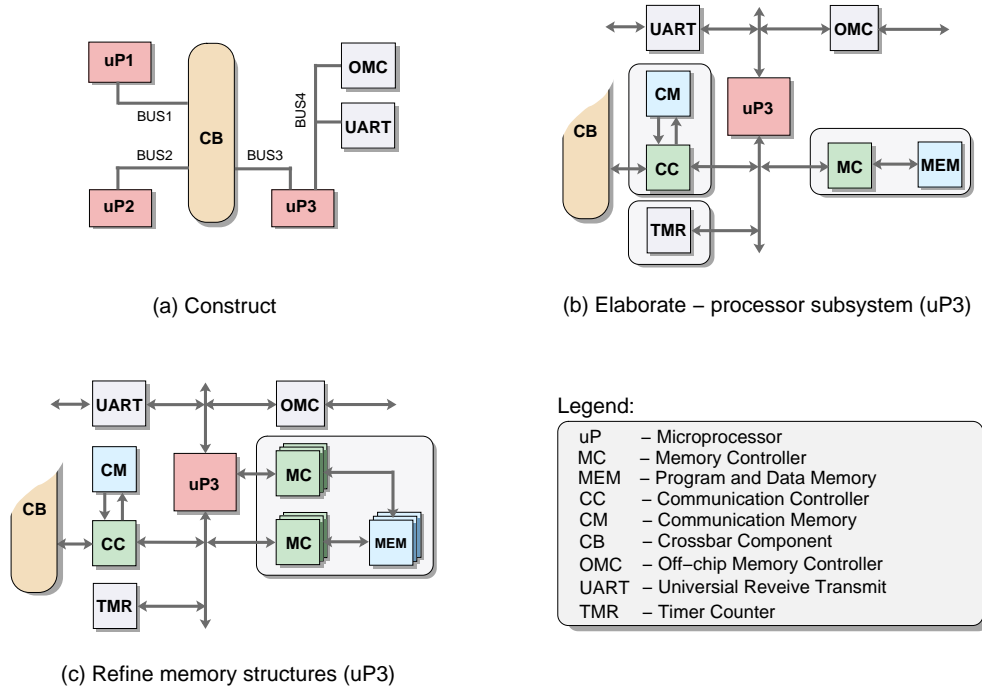 uP1
BUS1
BUS2
uP2
CB
BUS3
uP3
BUS4
OMC
UART
(a) Construct
UART
OMC
CM
uP3
CB
CC
MC
MEM
TMR
(b) Elaborate – processor subsystem (uP3)
UART
OMC
CM
uP3
MC
CB
CC
MC
MEM
TMR
(c) Refine memory structures (uP3)
Legend:
uP – Microprocessor
MC – Memory Controller
MEM – Program and Data Memory
CC – Communication Controller
CM – Communication Memory
CB – Crossbar Component
OMC – Off–chip Memory Controller
UART – Universial Reveive Transmit
TMR – Timer Counter